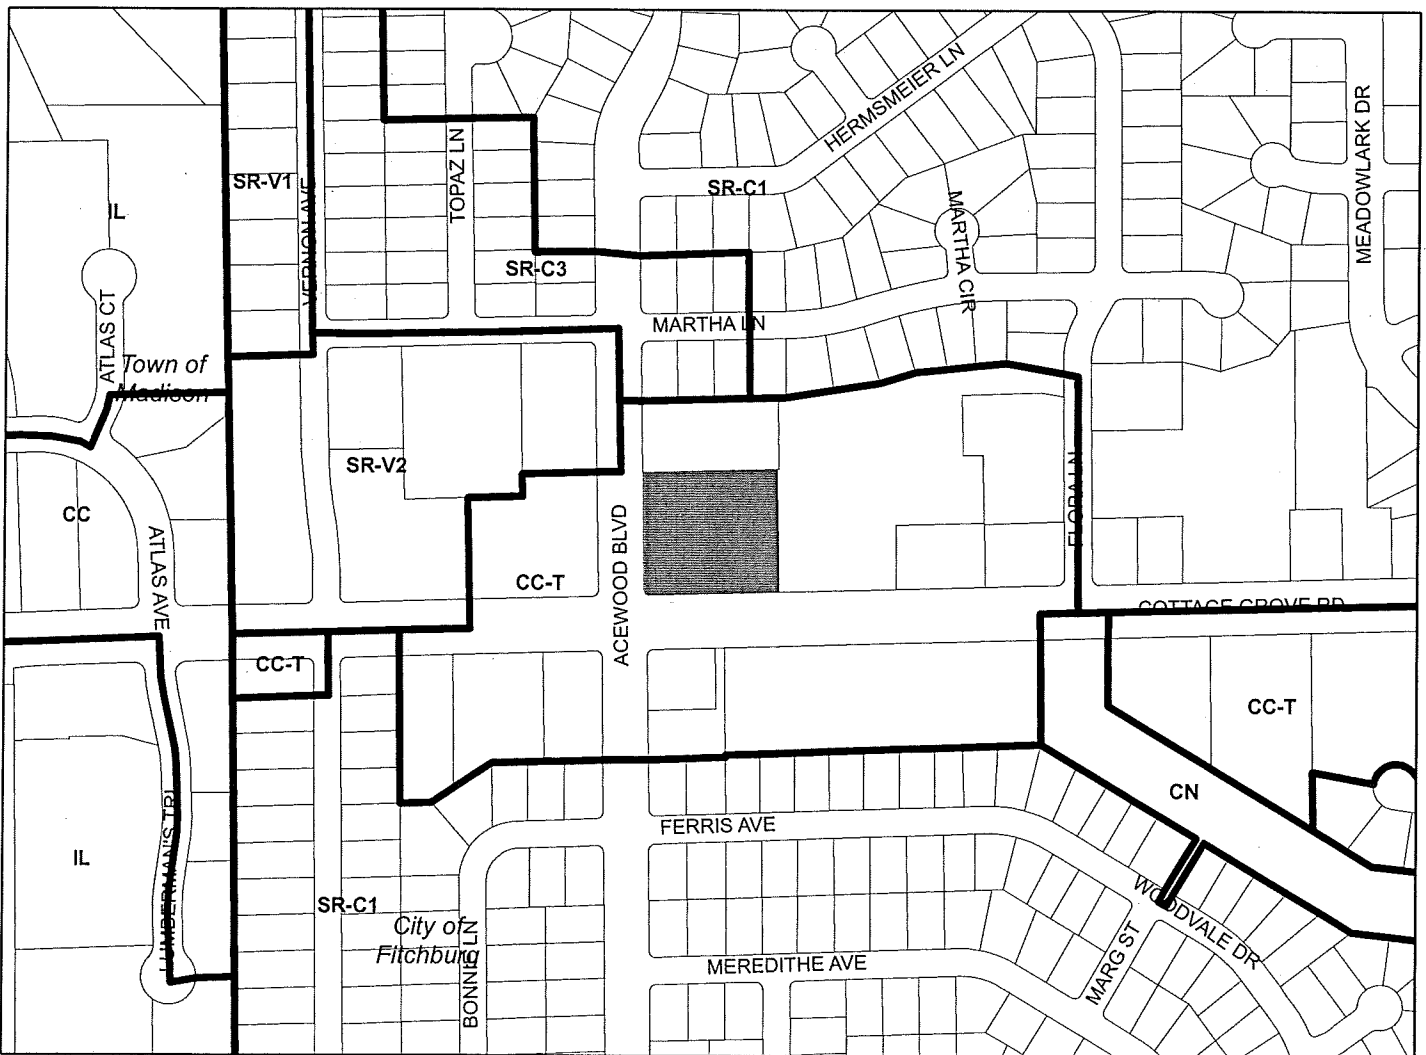 HERMSMEIER LN
MEADOWLARK DR
TOPAZ LN
SR-V1
VERNON AVE
SR-C1
IL
MARTHA CIR
SR-C3
ATLAS CT
MARTHA LN
Town of
Madison
SR-V2
CC
FLORA LN
ATLAS AVE
ACEWOOD BLVD
CC-T
COTTAGE GROVE RD
CC-T
CC-T
CN
FERRIS AVE
IL
LUMBERMAN'S TRL
WOODVALE DR
SR-C1
City of
Fitchburg
BONNIE LN
MARG ST
MEREDITHE AVE